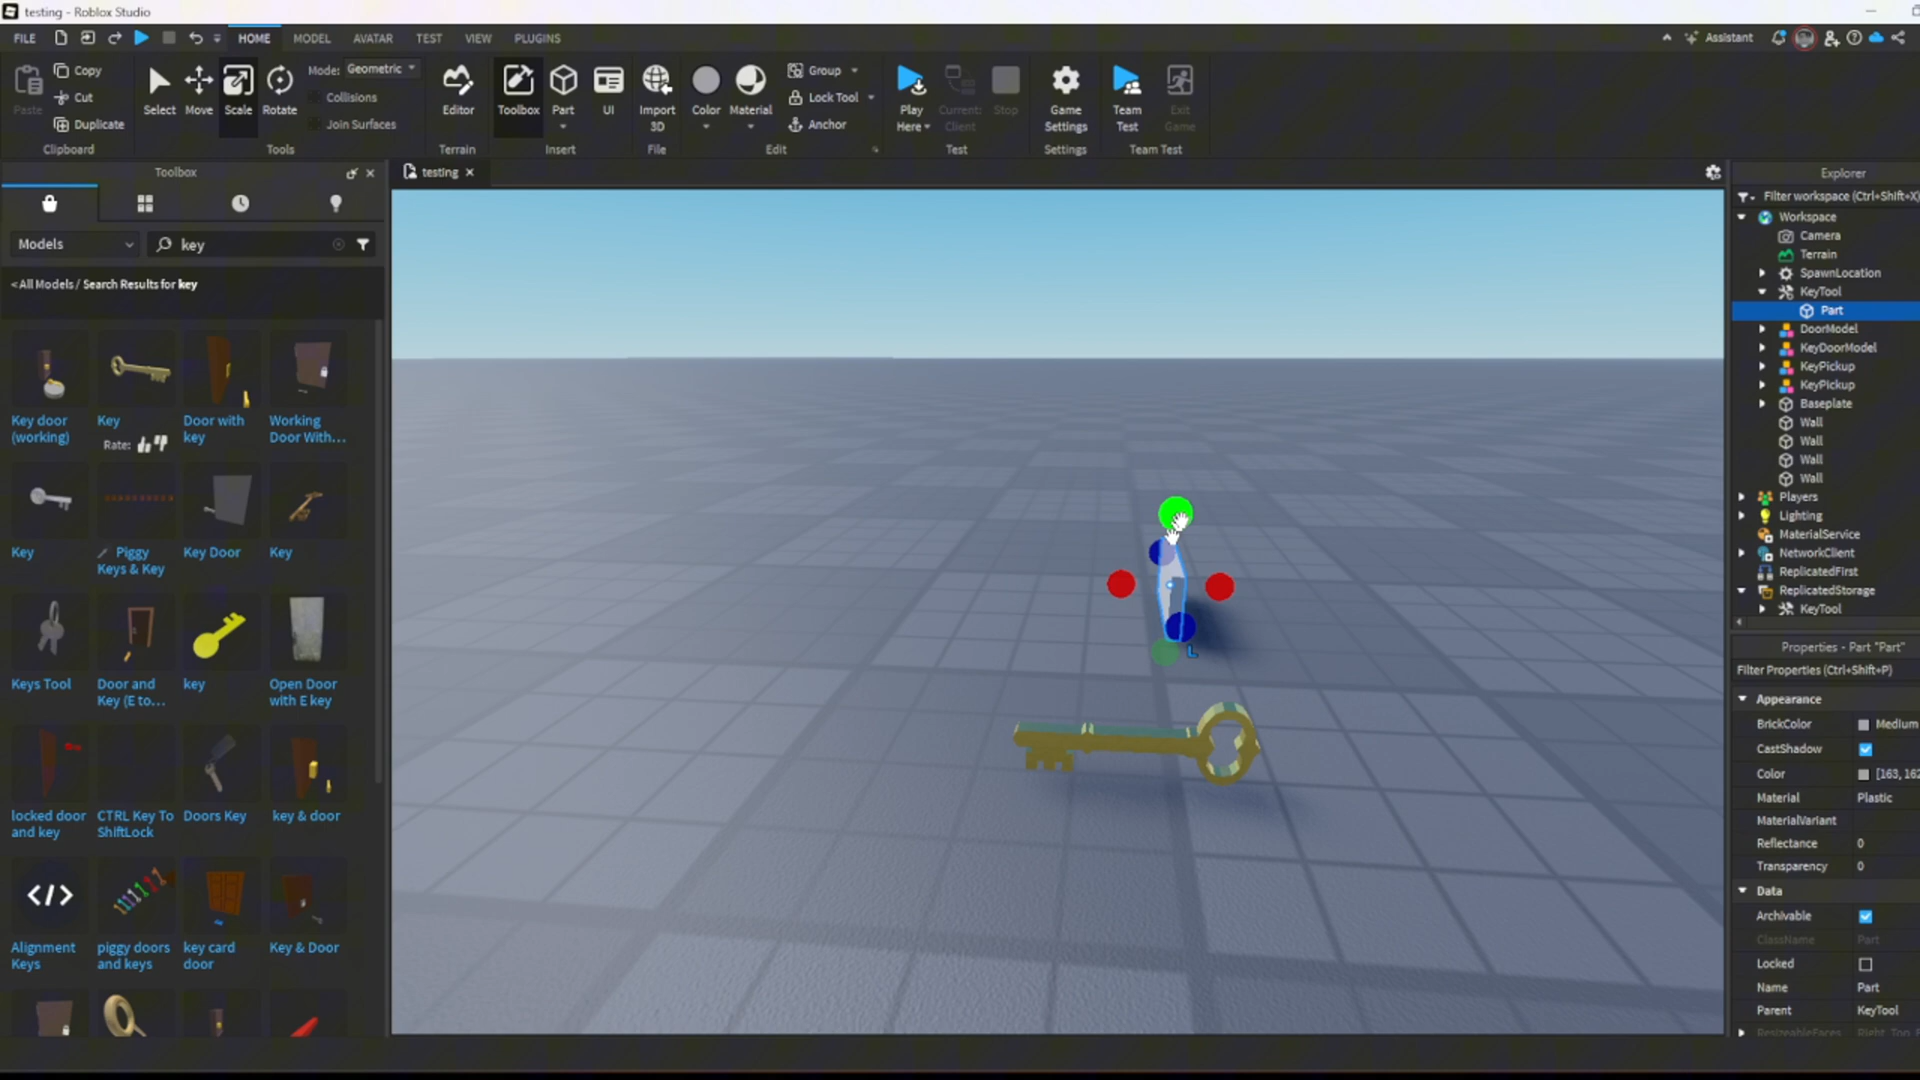 testing - Roblox Studio
FILE HOME MODEL AVATAR TEST VIEW PLUGINS Assistant
Paste Copy Cut Duplicate Clipboard
Select Move Scale Rotate Mode: Geometric Collisions Join Surfaces Tools
Editor Terrain
Toolbox Part UI Insert
Import 3D File
Color Material Group Lock Tool Anchor Edit
Play Here Current: Client Stop Test
Game Settings Settings
Team Test Exit Game Team Test
Toolbox
testing
Models key
<All Models / Search Results for key
Key door (working)
Key
Rate:
Door with key
Working Door With...
Key
Piggy Keys & Key
Key Door
Key
Keys Tool
Door and Key (E to...
key
Open Door with E key
locked door and key
CTRL Key To ShiftLock
Doors Key
key & door
Alignment Keys
piggy doors and keys
key card door
Key & Door
L
Explorer
Filter workspace (Ctrl+Shift+X)
Workspace
Camera
Terrain
SpawnLocation
KeyTool
Part
DoorModel
KeyDoorModel
KeyPickup
KeyPickup
Baseplate
Wall
Wall
Wall
Wall
Players
Lighting
MaterialService
NetworkClient
ReplicatedFirst
ReplicatedStorage
KeyTool
Properties - Part "Part"
Filter Properties (Ctrl+Shift+P)
Appearance
BrickColor Medium
CastShadow
Color [163, 162
Material Plastic
MaterialVariant
Reflectance 0
Transparency 0
Data
Archivable
ClassName Part
Locked
Name Part
Parent KeyTool